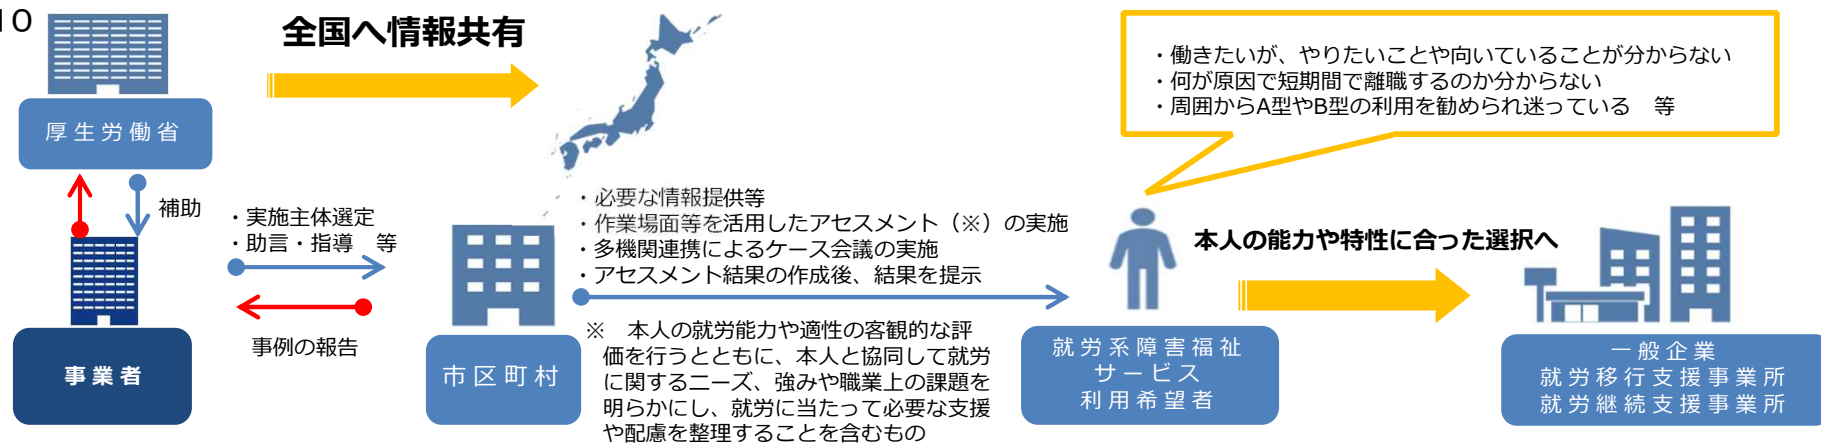 10
全国へ情報共有
厚生労働省
補助
・実施主体選定
・助言・指導　等
事例の報告
事業者
市区町村
・必要な情報提供等
・作業場面等を活用したアセスメント（※）の実施
・多機関連携によるケース会議の実施
・アセスメント結果の作成後、結果を提示
※　本人の就労能力や適性の客観的な評
価を行うとともに、本人と協同して就労
に関するニーズ、強みや職業上の課題を
明らかにし、就労に当たって必要な支援
や配慮を整理することを含むもの
・働きたいが、やりたいことや向いていることが分からない
・何が原因で短期間で離職するのか分からない
・周囲からA型やB型の利用を勧められ迷っている　等
就労系障害福祉
サービス
利用希望者
本人の能力や特性に合った選択へ
一般企業
就労移行支援事業所
就労継続支援事業所